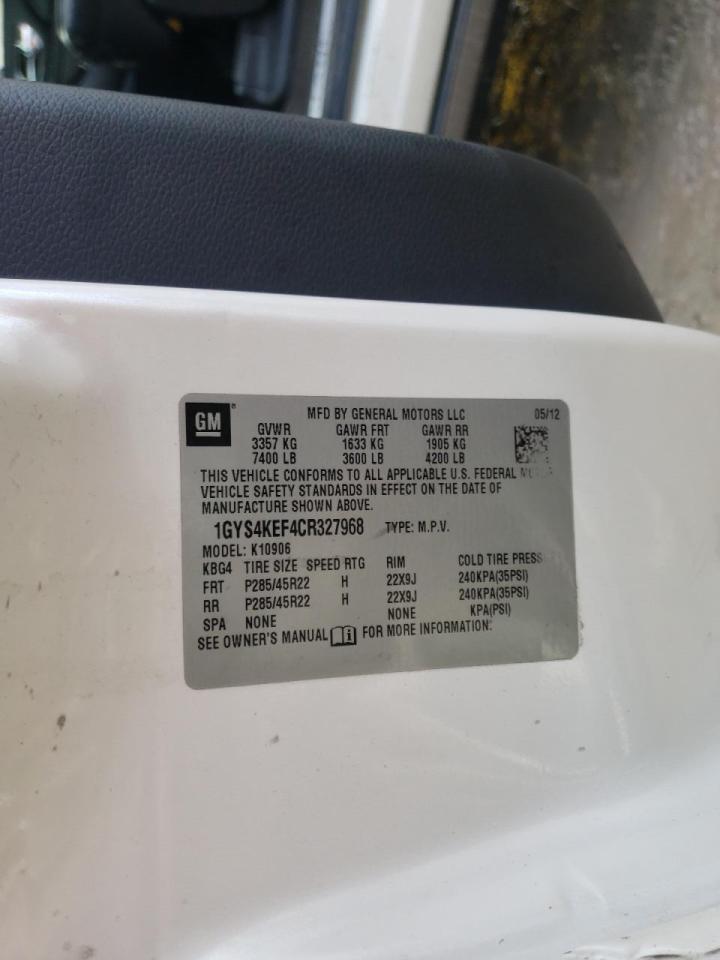 GM ® MFD BY GENERAL MOTORS LLC 05/12
GVWR GAWR FRT GAWR RR
3357 KG 1633 KG 1905 KG
7400 LB 3600 LB 4200 LB
THIS VEHICLE CONFORMS TO ALL APPLICABLE U.S. FEDERAL
VEHICLE SAFETY STANDARDS IN EFFECT ON THE DATE OF
MANUFACTURE SHOWN ABOVE.
1GYS4KEF4CR327968 TYPE: M.P.V.
MODEL: K10906
KBG4 TIRE SIZE SPEED RTG RIM COLD TIRE PRESS
FRT P285/45R22 H 22X9J 240KPA(35PSI)
RR P285/45R22 H 22X9J 240KPA(35PSI)
SPA NONE NONE KPA(PSI)
SEE OWNER'S MANUAL FOR MORE INFORMATION.